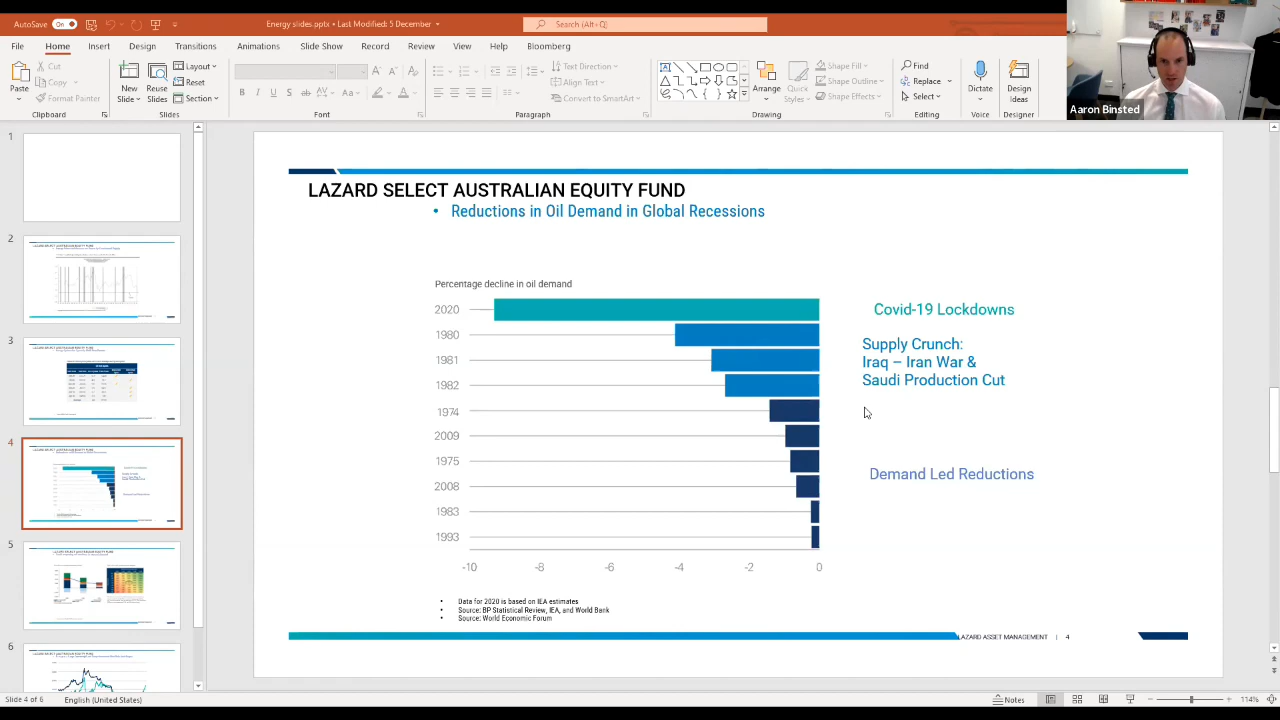 AutoSave On
Energy slides.pptx • Last Modified: 5 December
Search (Alt+Q)
File Home Insert Design Transitions Animations Slide Show Record Review View Help Bloomberg
Paste
Cut
Copy
Format Painter
Clipboard
New Slide
Reuse Slides
Layout
Reset
Section
Slides
Font
Text Direction
Align Text
Convert to SmartArt
Paragraph
Arrange
Quick Styles
Shape Fill
Shape Outline
Shape Effects
Drawing
Find
Replace
Select
Editing
Dictate
Voice
Design Ideas
Designer
Aaron Binsted
1
2
3
4
5
6
LAZARD SELECT AUSTRALIAN EQUITY FUND
• Reductions in Oil Demand in Global Recessions
Percentage decline in oil demand
2020
1980
1981
1982
1974
2009
1975
2008
1983
1993
-10 -8 -6 -4 -2 0
Covid-19 Lockdowns
Supply Crunch:
Iraq – Iran War &
Saudi Production Cut
Demand Led Reductions
• Data for 2020 is based on IEA estimates
• Source: BP Statistical Review, IEA, and World Bank
• Source: World Economic Forum
LAZARD ASSET MANAGEMENT | 4
Slide 4 of 6
English (United States)
Notes
114%